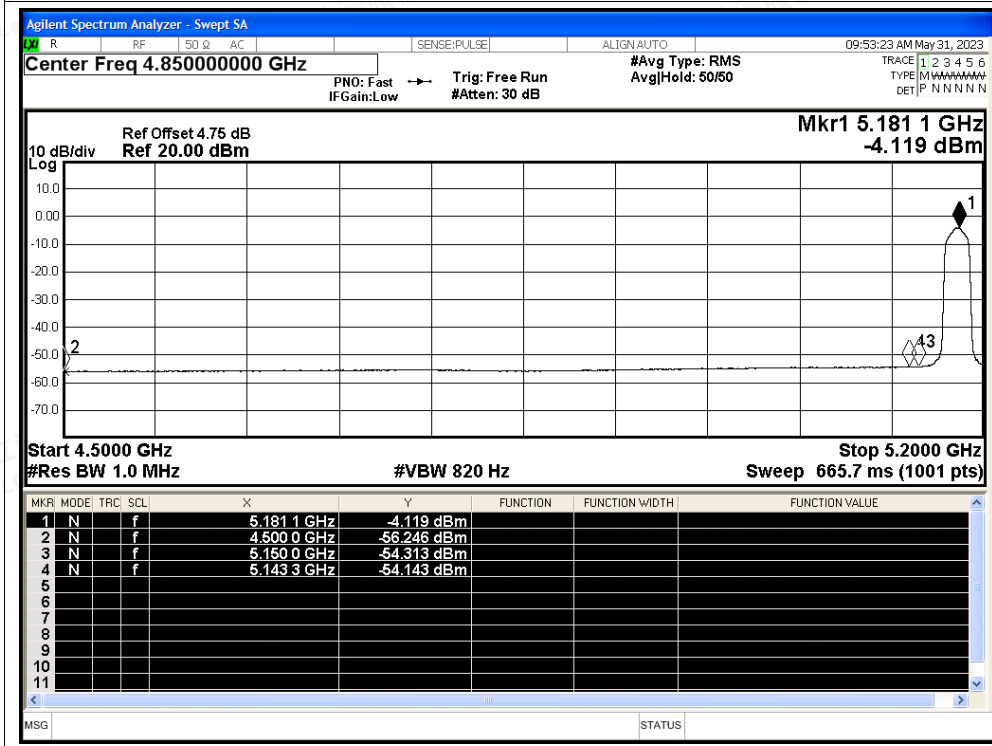 Agilent Spectrum Analyzer - Swept SA
LXI R RF 50 Ω AC SENSE:PULSE ALIGN AUTO 09:53:23 AM May 31, 2023
Center Freq 4.850000000 GHz
PNO: Fast
IFGain:Low
Trig: Free Run
#Atten: 30 dB
#Avg Type: RMS
Avg|Hold: 50/50
TRACE 1 2 3 4 5 6
TYPE M
DET P N N N N N
Mkr1 5.181 1 GHz
-4.119 dBm
Ref Offset 4.75 dB
10 dB/div Ref 20.00 dBm
Log
10.0
0.00
-10.0
-20.0
-30.0
-40.0
-50.0
-60.0
-70.0
1
2
43
Start 4.5000 GHz Stop 5.2000 GHz
#Res BW 1.0 MHz #VBW 820 Hz Sweep 665.7 ms (1001 pts)
MKR MODE TRC SCL X Y FUNCTION FUNCTION WIDTH FUNCTION VALUE
1 N f 5.181 1 GHz -4.119 dBm
2 N f 4.500 0 GHz -56.246 dBm
3 N f 5.150 0 GHz -54.313 dBm
4 N f 5.143 3 GHz -54.143 dBm
5
6
7
8
9
10
11
MSG STATUS